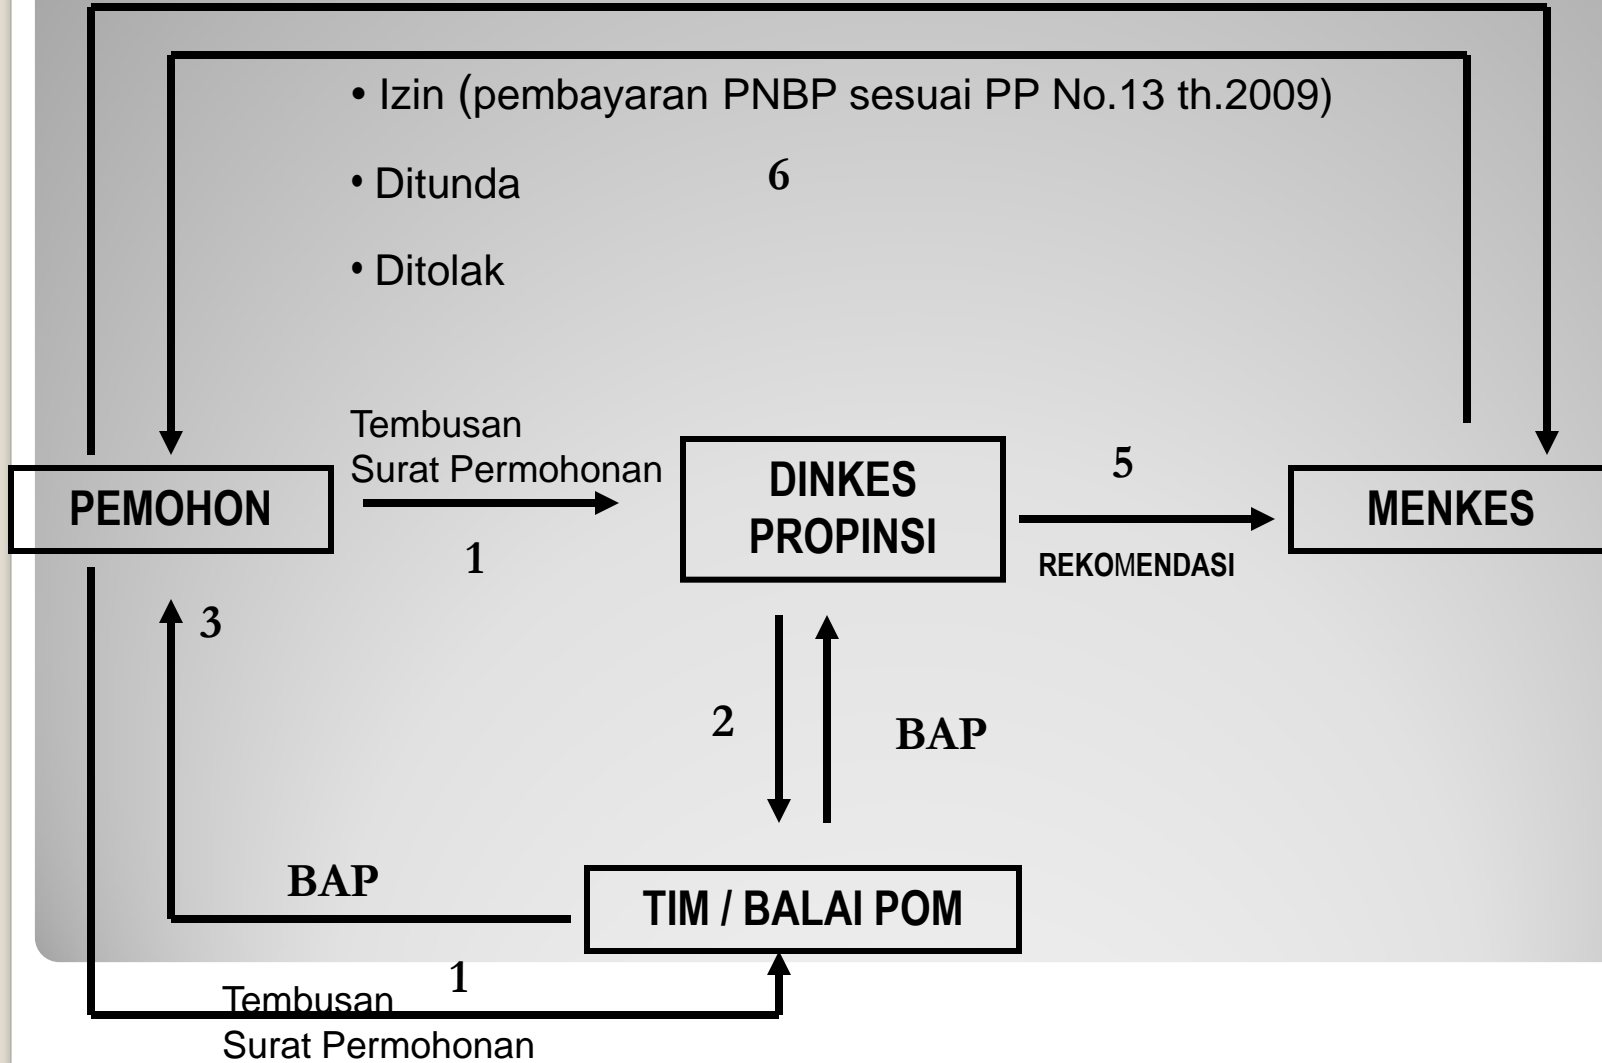 • Izin (pembayaran PNBP sesuai PP No.13 th.2009)
6
• Ditunda
• Ditolak
Tembusan
Surat Permohonan
1
PEMOHON
DINKES
PROPINSI
5
REKOMENDASI
MENKES
3
2
BAP
BAP
TIM / BALAI POM
1
Tembusan
Surat Permohonan